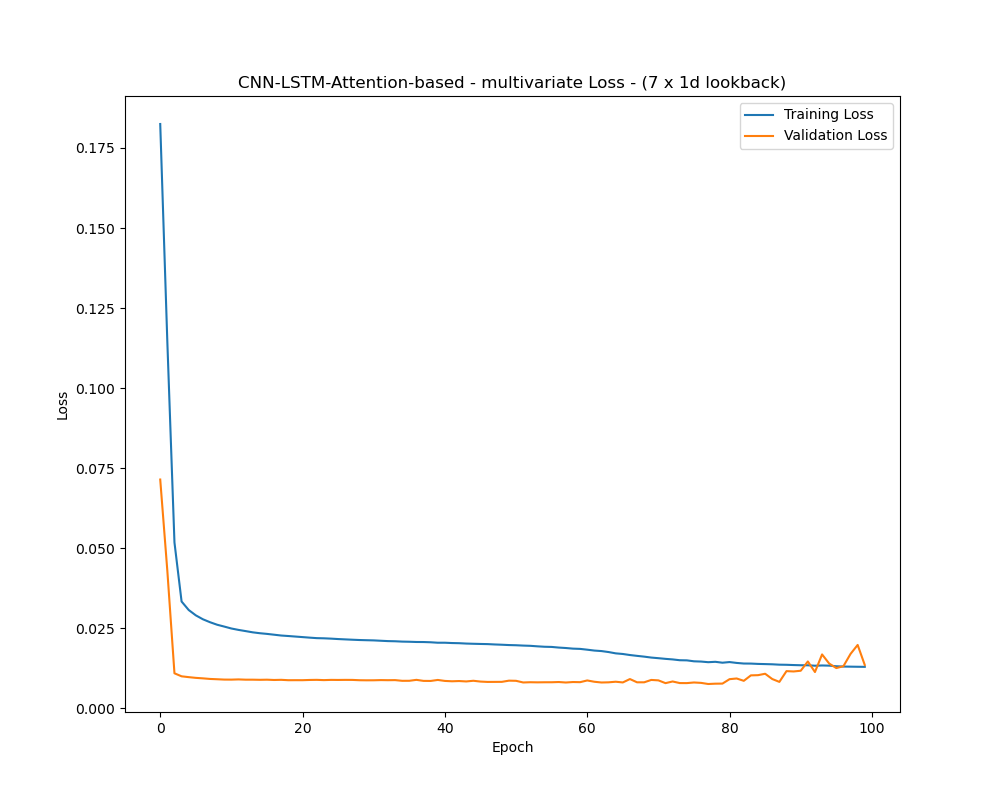 CNN-LSTM-Attention-based - multivariate Loss - (7 x 1d lookback)
Training Loss
Validation Loss
0.175
0.150
0.125
0.100
0.075
0.050
0.025
0.000
Loss
0 20 40 60 80 100
Epoch